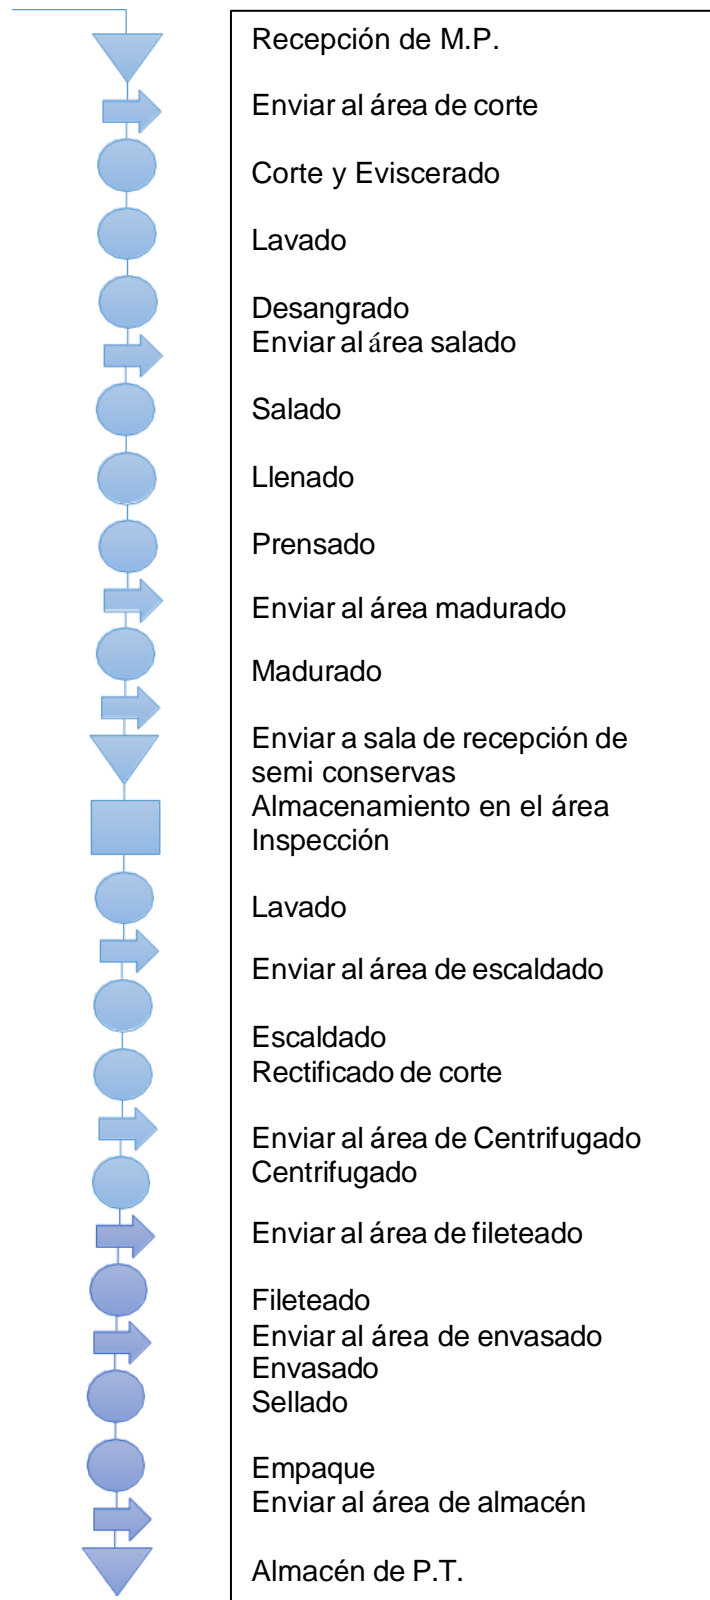 Recepción de M.P.
Enviar al área de corte
Corte y Eviscerado
Lavado
Desangrado
Enviar al área salado
Salado
Llenado
Prensado
Enviar al área madurado
Madurado
Enviar a sala de recepción de
semi conservas
Almacenamiento en el área
Inspección
Lavado
Enviar al área de escaldado
Escaldado
Rectificado de corte
Enviar al área de Centrifugado
Centrifugado
Enviar al área de fileteado
Fileteado
Enviar al área de envasado
Envasado
Sellado
Empaque
Enviar al área de almacén
Almacén de P.T.